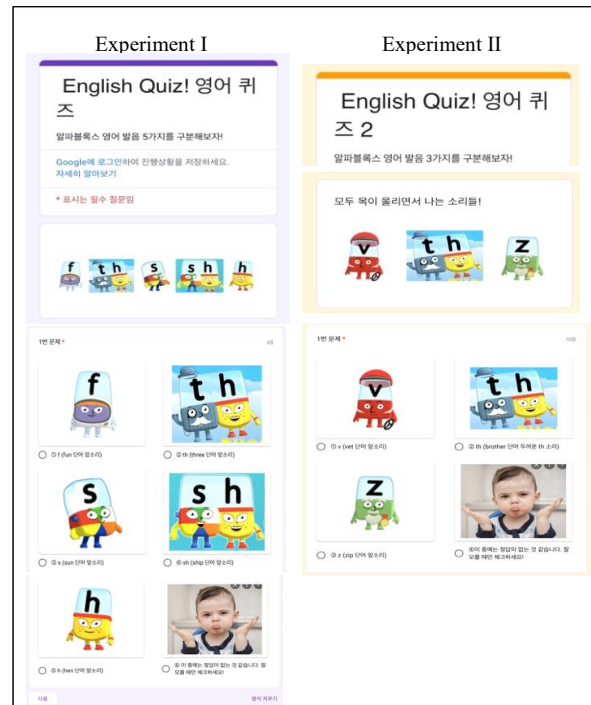 Experiment I
English Quiz! 영어 퀴
즈
알파블록스 영어 발음 5가지를 구분해보자!
Google에 로그인하여 진행상황을 저장하세요.
자세히 알아보기
* 표시는 필수 질문임
f
th
s
sh
h
1번 문제 *
f
th
① f (fun 단어 앞소리)
② th (three 단어 앞소리)
s
sh
③ s (sun 단어 앞소리)
④ sh (ship 단어 앞소리)
h
⑤ h (hen 단어 앞소리)
⑥ 이 중에는 정답이 없는 것 같습니다. 잘
모를 때만 체크하세요!
다음
양식 지우기
Experiment II
English Quiz! 영어 퀴
즈 2
알파블록스 영어 발음 3가지를 구분해보자!
모두 목이 울리면서 나는 소리들!
v
th
z
1번 문제 *
v
th
① v (vet 단어 앞소리)
② th (brother 단어 두꺼운 th 소리)
z
③ z (zip 단어 앞소리)
④이 중에는 정답이 없는 것 같습니다. 잘
모를 때만 체크하세요!